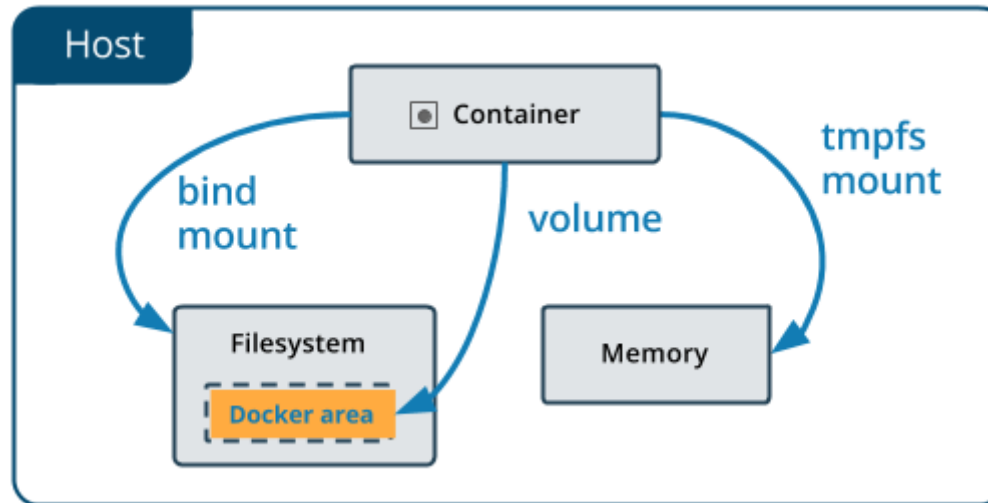 Host
Container
bind
mount
volume
tmpfs
mount
Filesystem
Docker area
Memory